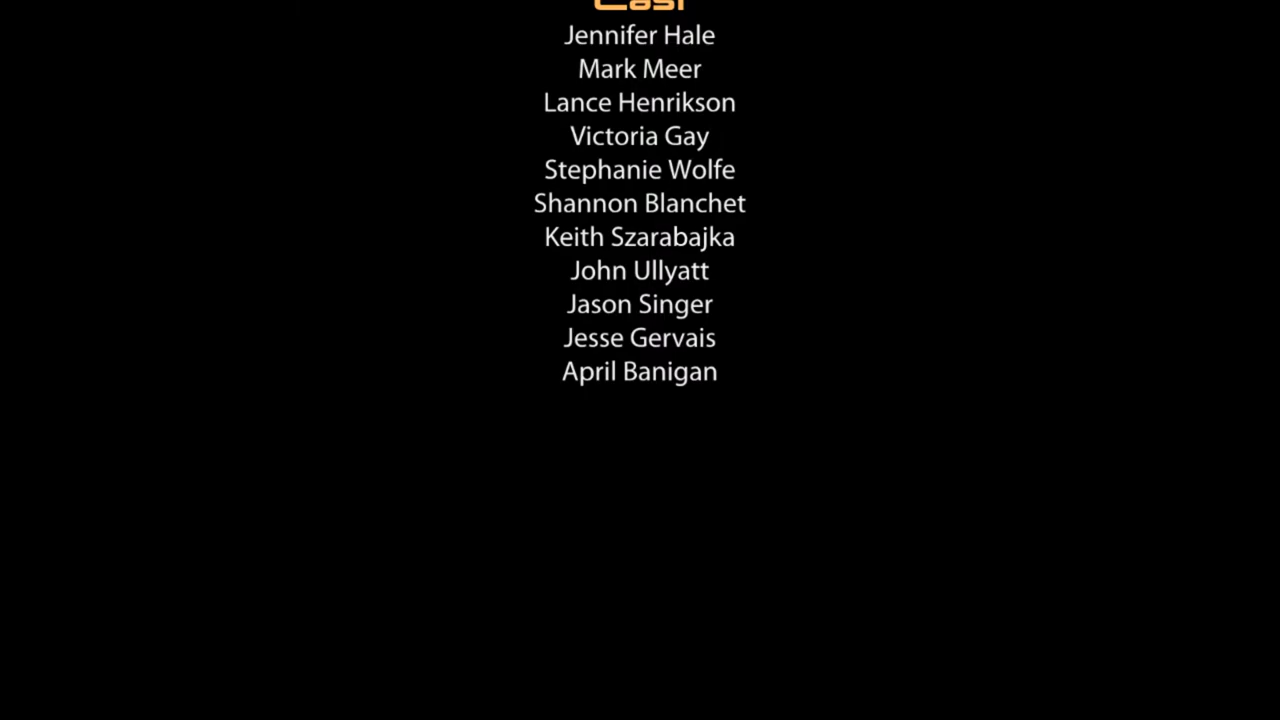 Cast
Jennifer Hale
Mark Meer
Lance Henrikson
Victoria Gay
Stephanie Wolfe
Shannon Blanchet
Keith Szarabajka
John Ullyatt
Jason Singer
Jesse Gervais
April Banigan